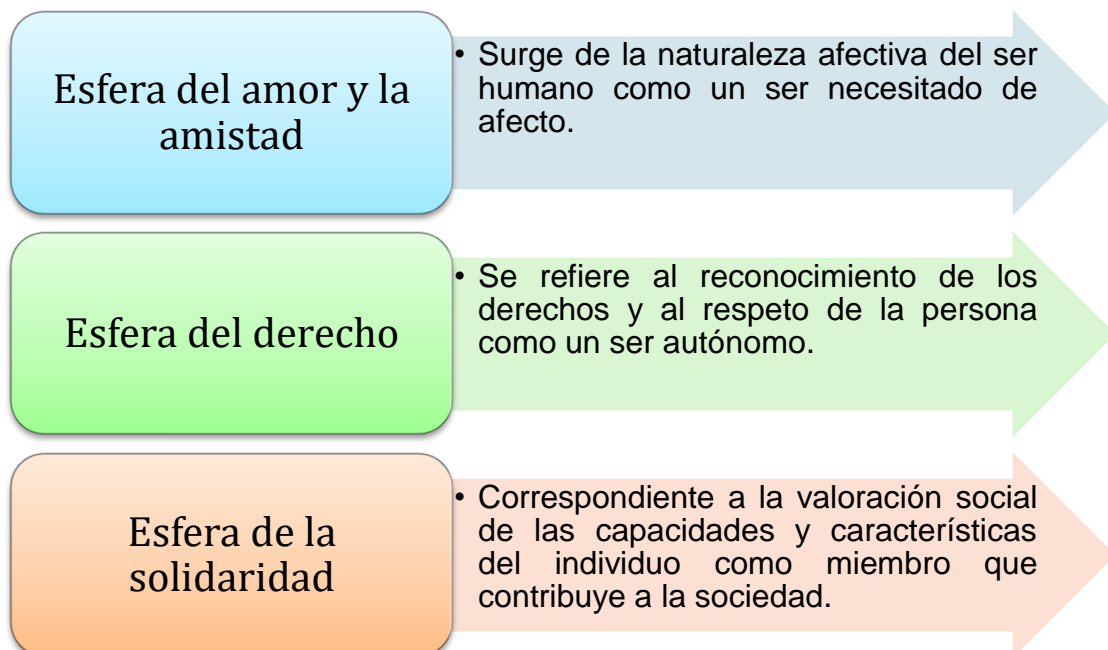 Esfera del amor y la
amistad
• Surge de la naturaleza afectiva del ser
humano como un ser necesitado de
afecto.
Esfera del derecho
• Se refiere al reconocimiento de los
derechos y al respeto de la persona
como un ser autónomo.
Esfera de la
solidaridad
• Correspondiente a la valoración social
de las capacidades y características
del individuo como miembro que
contribuye a la sociedad.